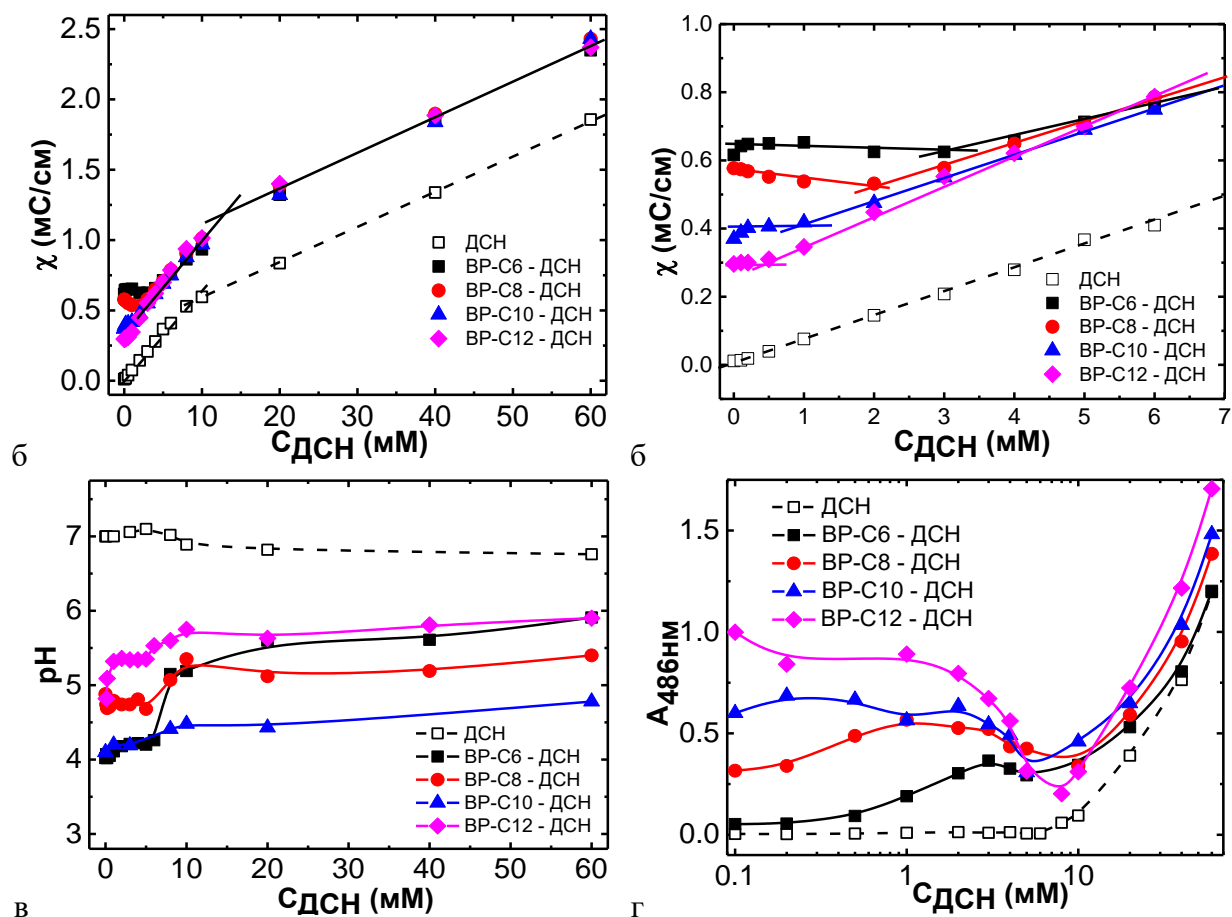 2.5
2.0
1.5
1.0
0.5
0.0
χ (мС/см)
ДСН
BP-C6 - ДСН
BP-C8 - ДСН
BP-C10 - ДСН
BP-C12 - ДСН
0 10 20 30 40 50 60
CДСН (мМ)
б
1.0
0.8
0.6
0.4
0.2
0.0
χ (мС/см)
ДСН
BP-C6 - ДСН
BP-C8 - ДСН
BP-C10 - ДСН
BP-C12 - ДСН
0 1 2 3 4 5 6 7
CДСН (мМ)
б
7
6
5
4
3
pH
ДСН
BP-C6 - ДСН
BP-C8 - ДСН
BP-C10 - ДСН
BP-C12 - ДСН
0 10 20 30 40 50 60
CДСН (мМ)
в
1.5
1.0
0.5
0.0
A486нм
ДСН
BP-C6 - ДСН
BP-C8 - ДСН
BP-C10 - ДСН
BP-C12 - ДСН
0.1 1 10
CДСН (мМ)
г